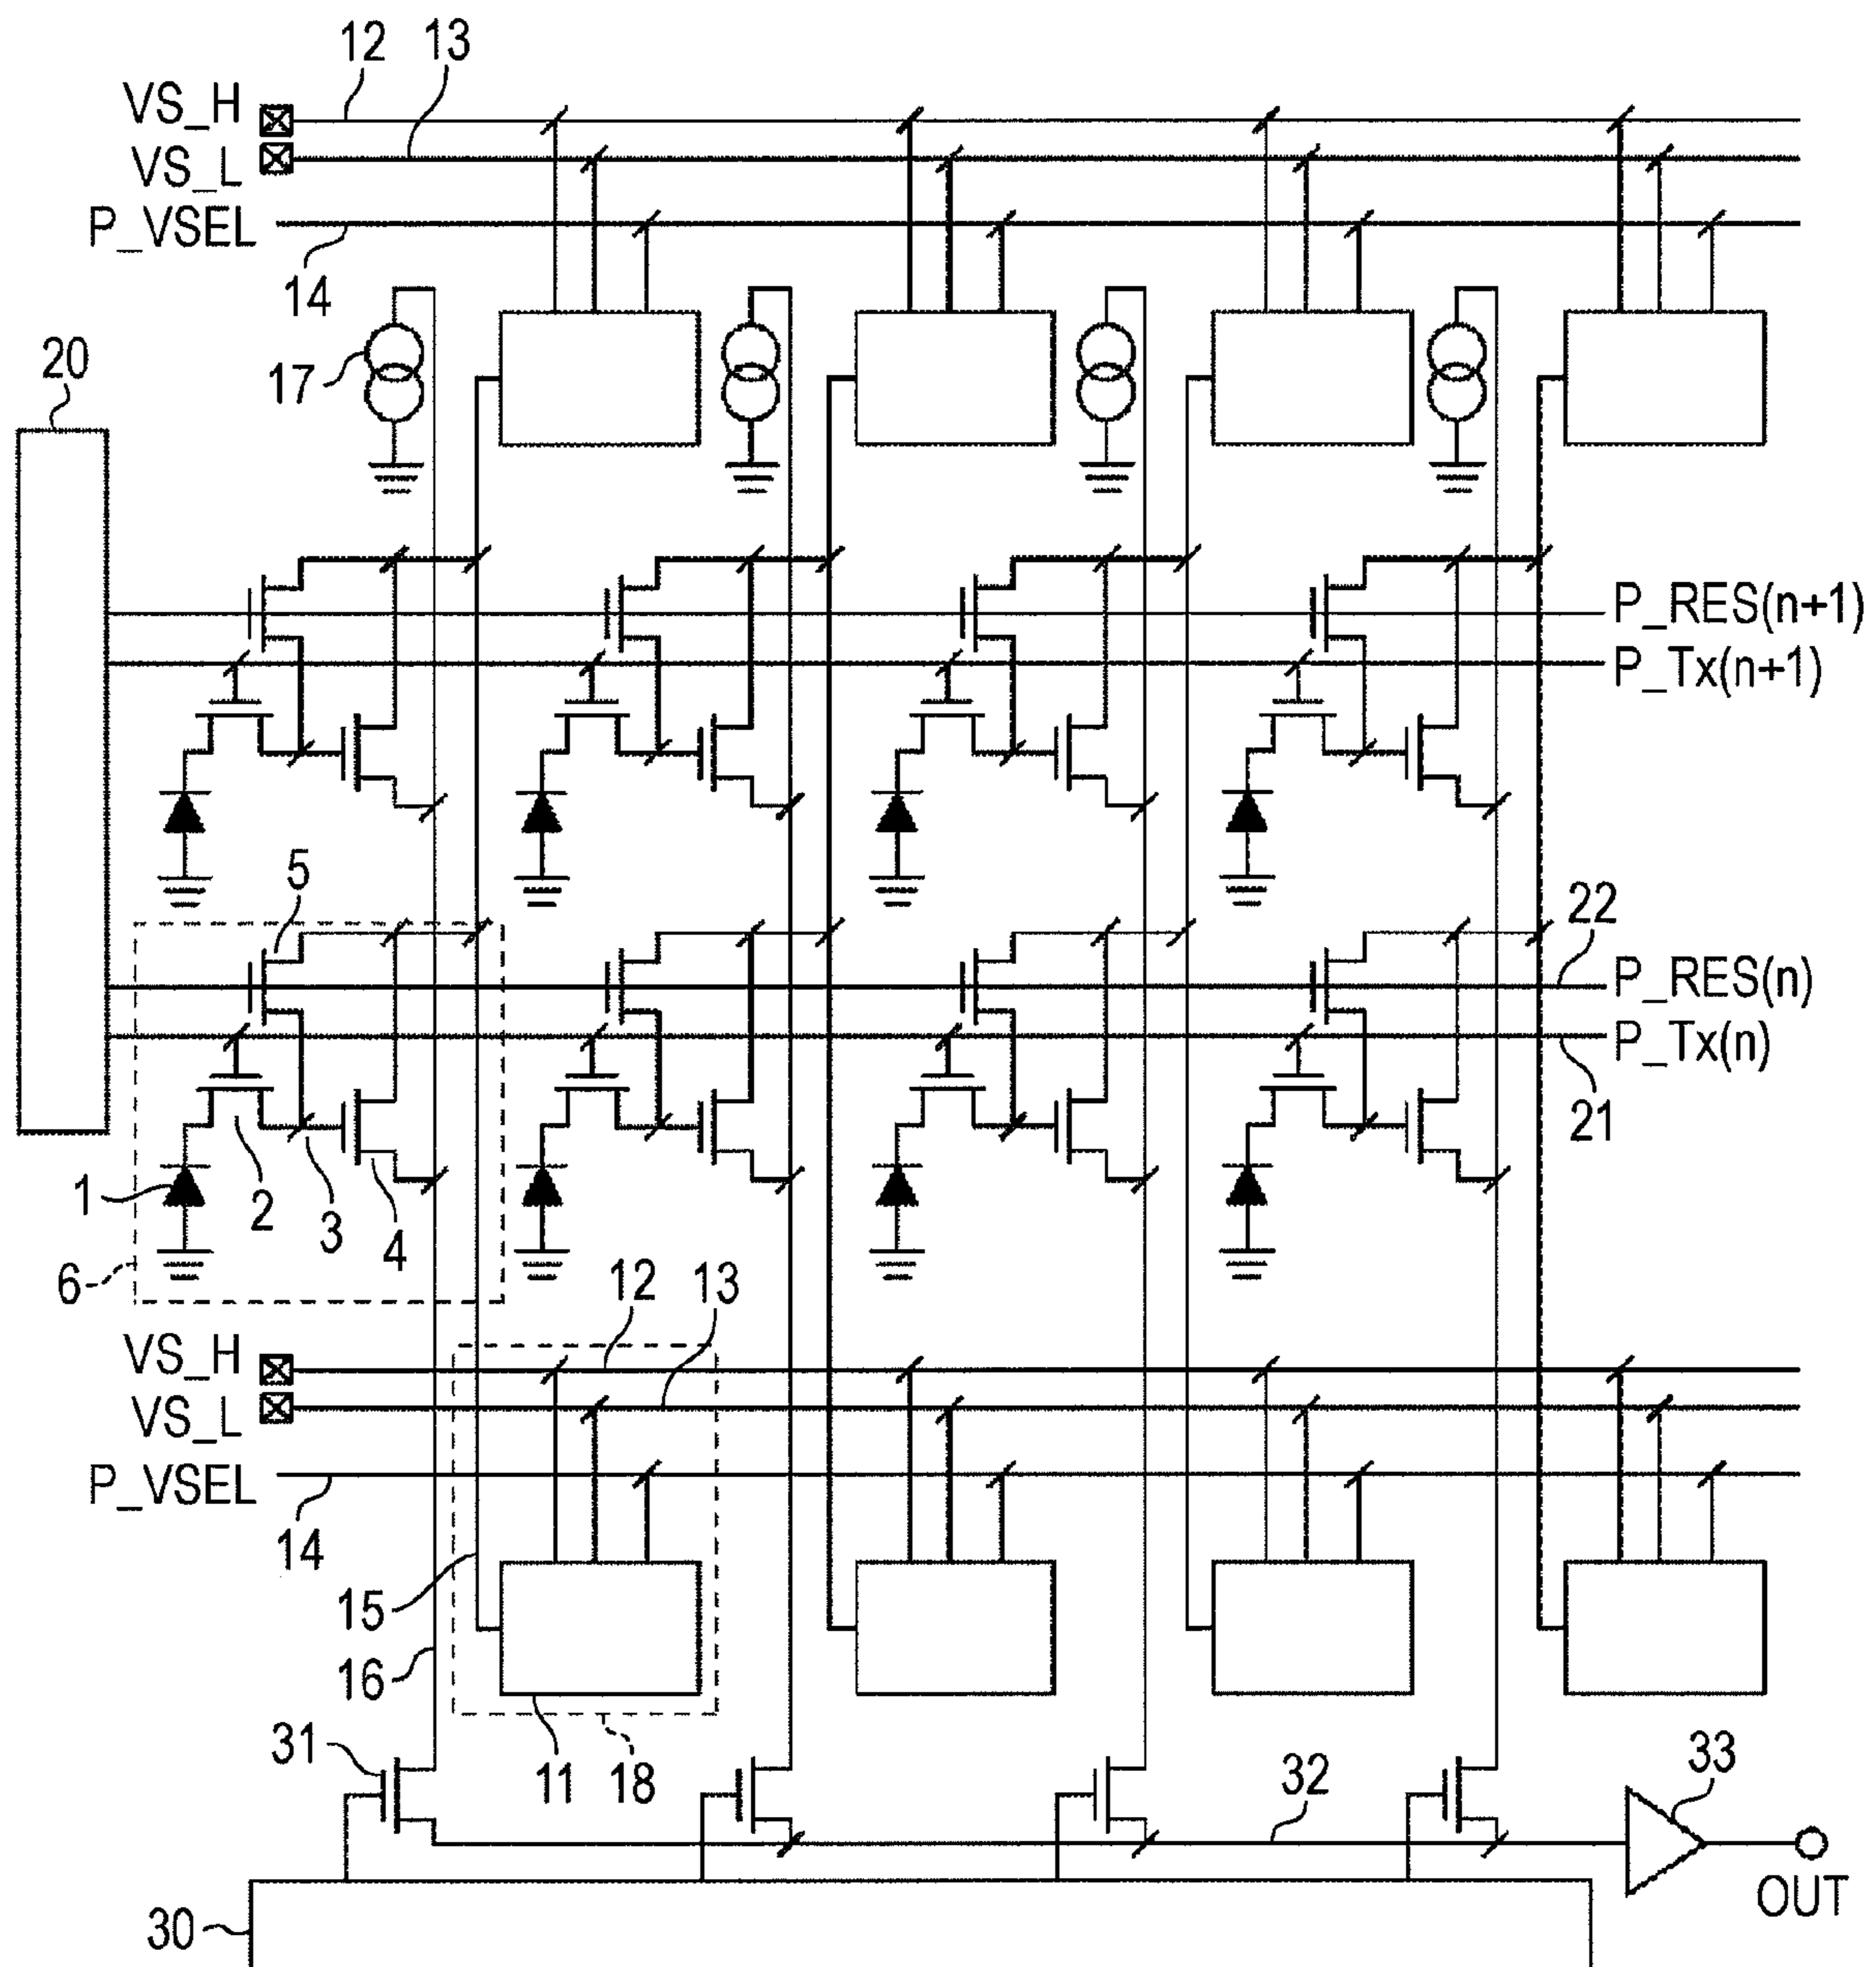 12 13
VS_H
VS_L
P_VSEL
14
17
20
P_RES(n+1)
P_Tx(n+1)
5
22
P_RES(n)
P_Tx(n)
21
1
2
3
4
6
12
13
VS_H
VS_L
P_VSEL
14
15
16
31
11
18
32
33
OUT
30